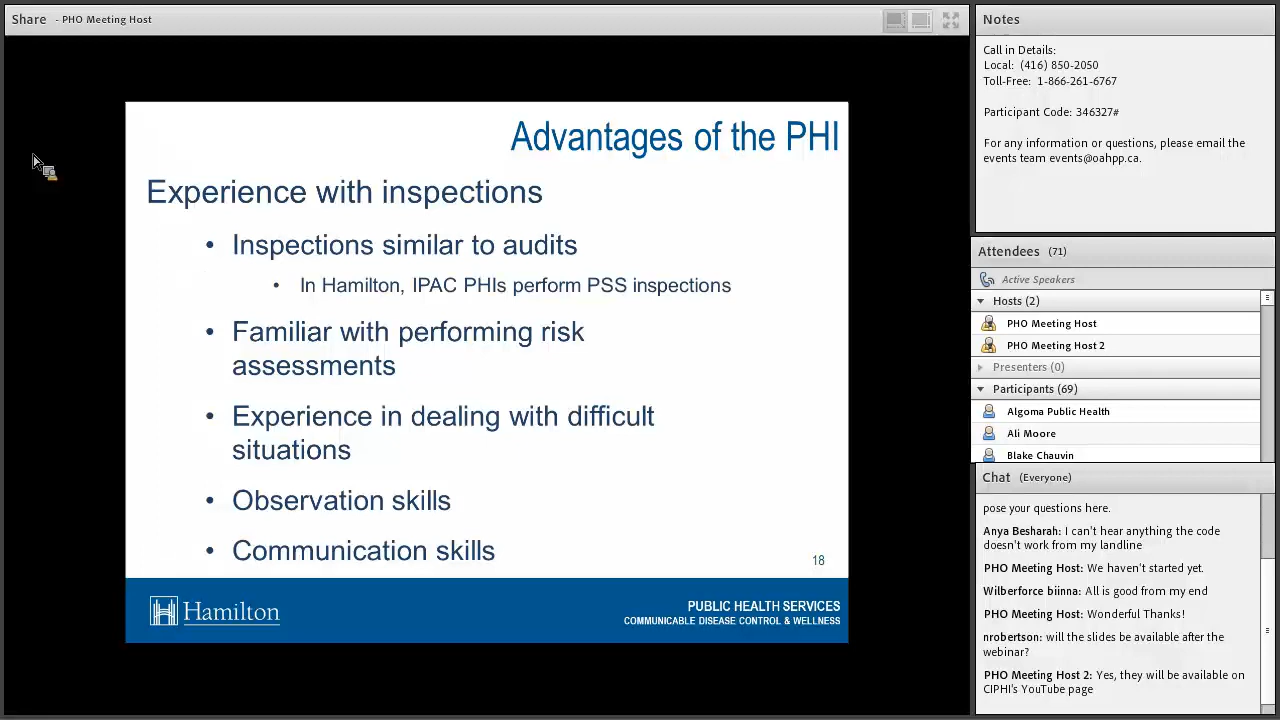 Share - PHO Meeting Host
Advantages of the PHI
Experience with inspections
• Inspections similar to audits
• In Hamilton, IPAC PHIs perform PSS inspections
• Familiar with performing risk
assessments
• Experience in dealing with difficult
situations
• Observation skills
• Communication skills
18
Hamilton
PUBLIC HEALTH SERVICES
COMMUNICABLE DISEASE CONTROL & WELLNESS
Notes
Call in Details:
Local: (416) 850-2050
Toll-Free: 1-866-261-6767
Participant Code: 346327#
For any information or questions, please email the
events team events@oahpp.ca.
Attendees (71)
Active Speakers
Hosts (2)
PHO Meeting Host
PHO Meeting Host 2
Presenters (0)
Participants (69)
Algoma Public Health
Ali Moore
Blake Chauvin
Chat (Everyone)
pose your questions here.
Anya Besharah: I can't hear anything the code
doesn't work from my landline
PHO Meeting Host: We haven't started yet.
Wilberforce biinna: All is good from my end
PHO Meeting Host: Wonderful Thanks!
nrobertson: will the slides be available after the
webinar?
PHO Meeting Host 2: Yes, they will be available on
CIPHI's YouTube page